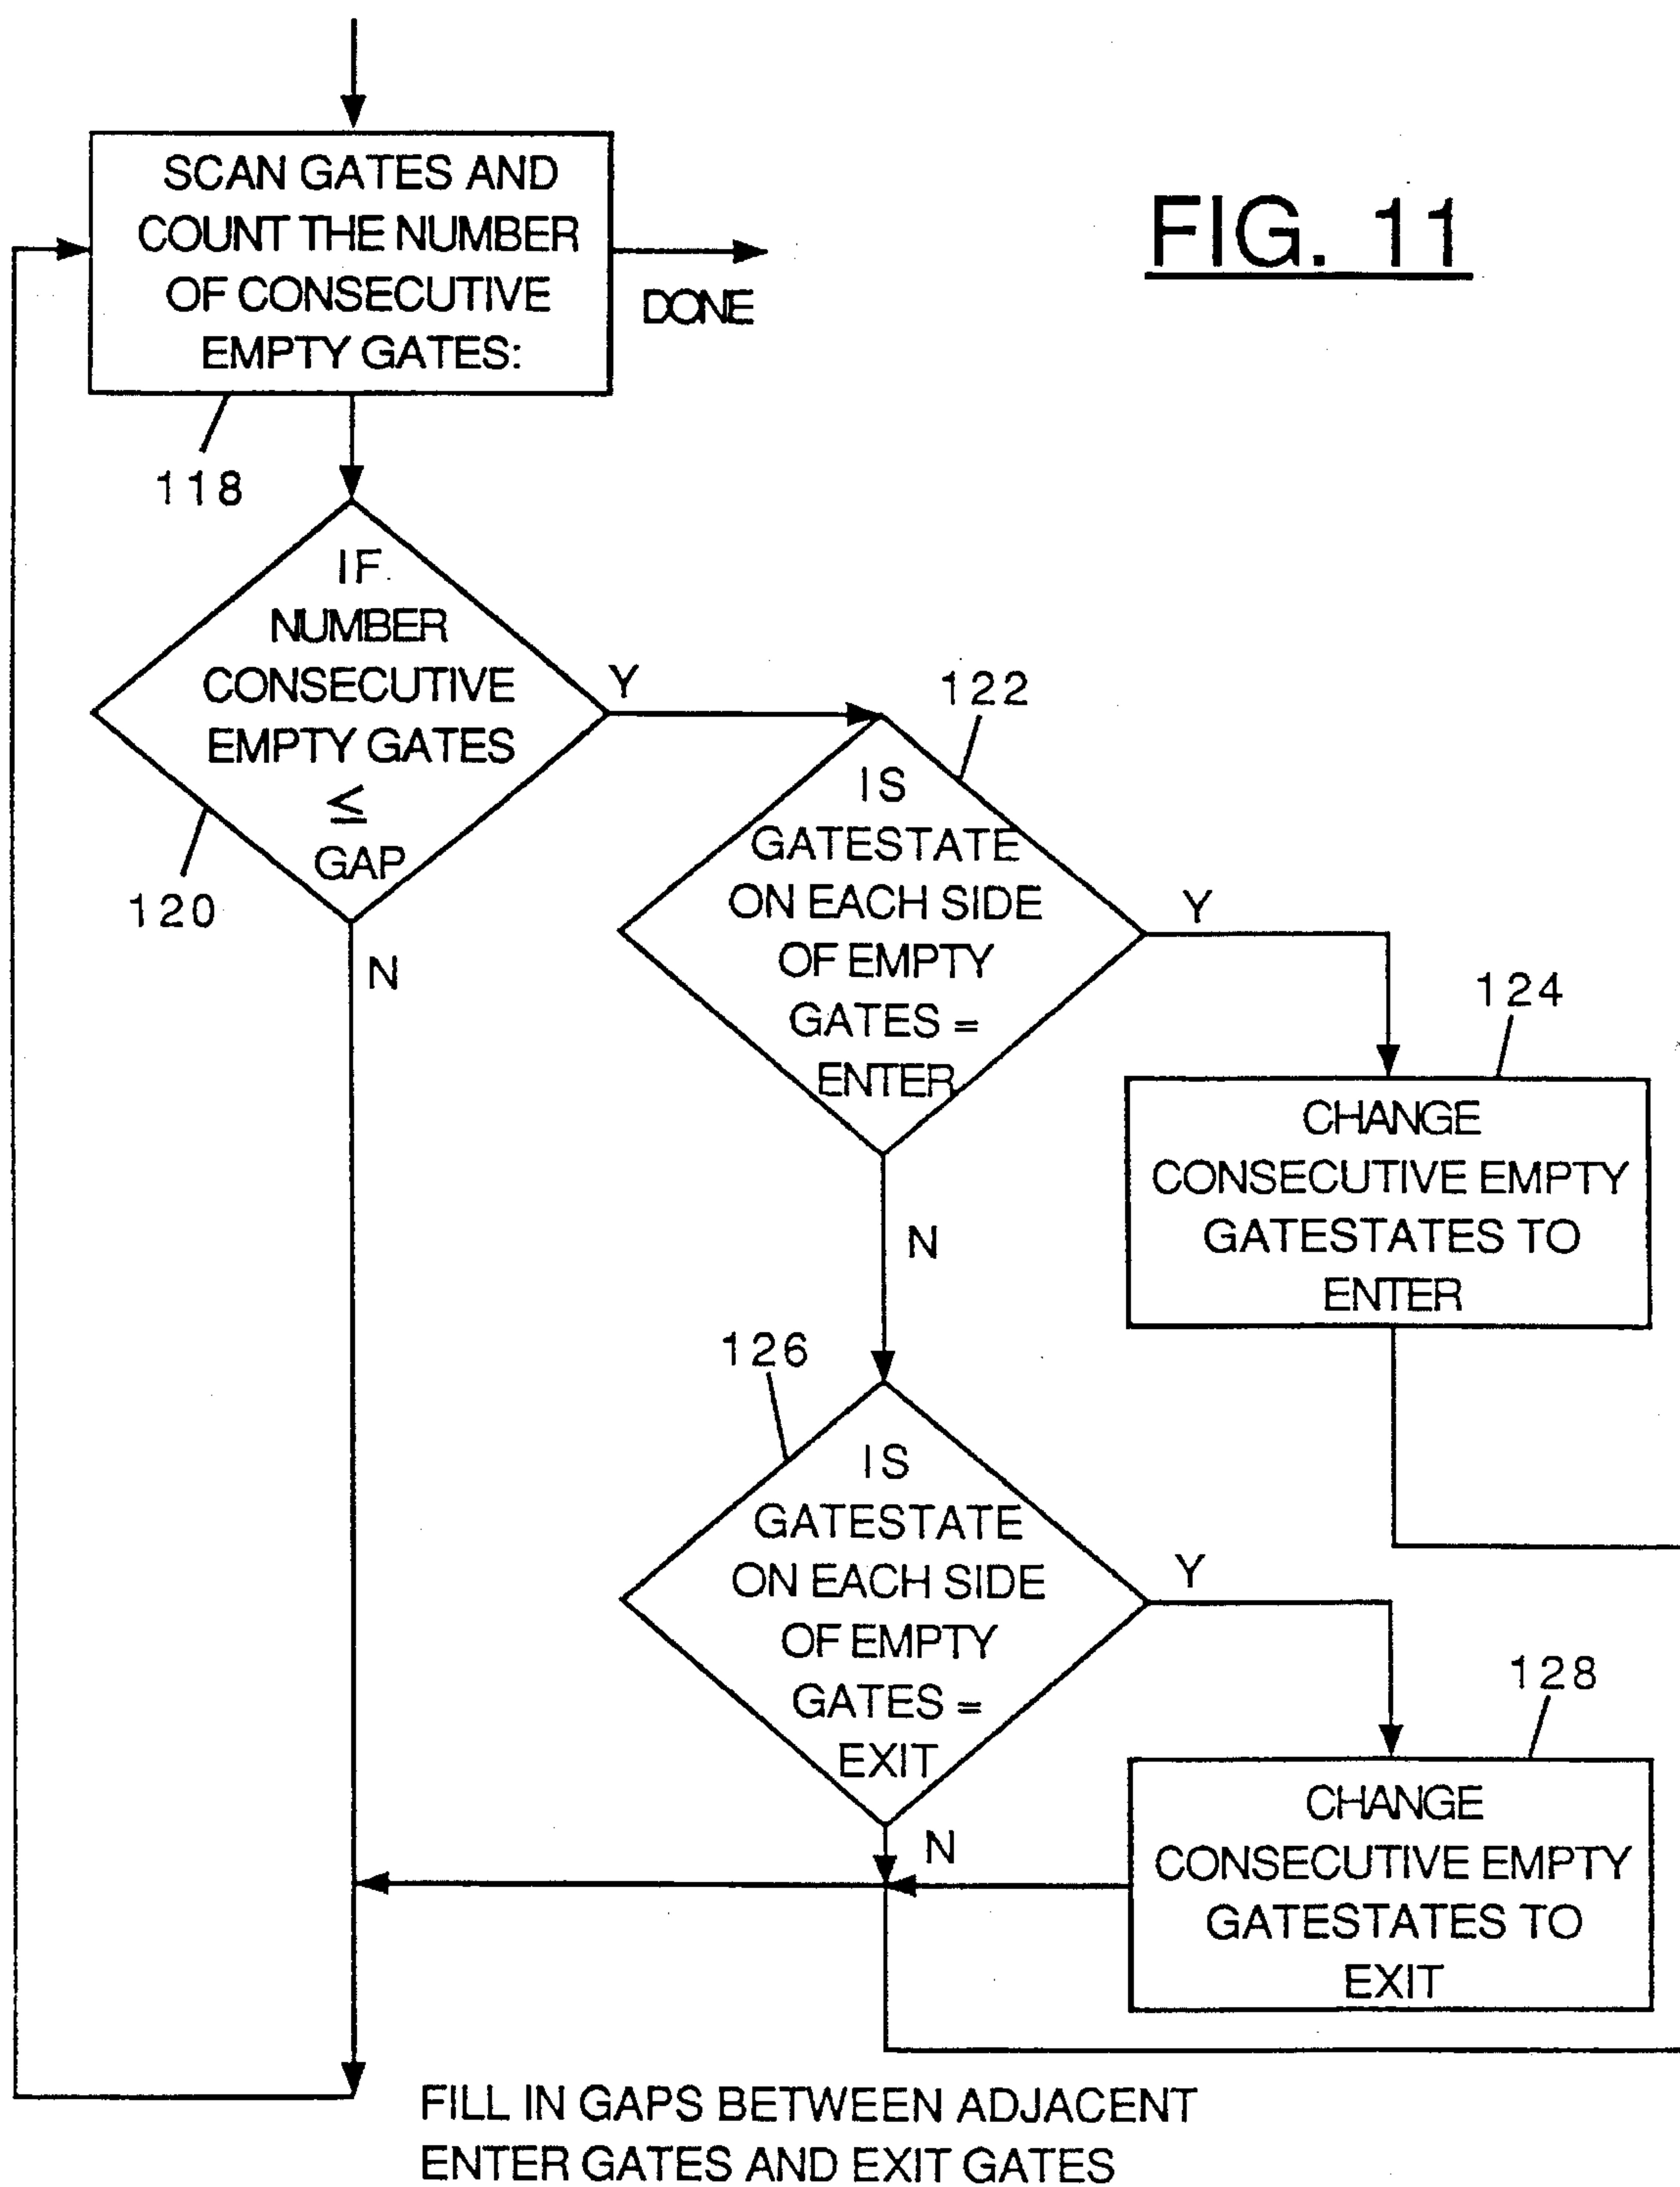 FIG. 11
SCAN GATES AND
COUNT THE NUMBER
OF CONSECUTIVE
EMPTY GATES:
DONE
118
IF
NUMBER
CONSECUTIVE
EMPTY GATES
≤
GAP
Y
120
N
122
IS
GATESTATE
ON EACH SIDE
OF EMPTY
GATES =
ENTER
Y
N
124
CHANGE
CONSECUTIVE EMPTY
GATESTATES TO
ENTER
126
IS
GATESTATE
ON EACH SIDE
OF EMPTY
GATES =
EXIT
Y
N
128
CHANGE
CONSECUTIVE EMPTY
GATESTATES TO
EXIT
FILL IN GAPS BETWEEN ADJACENT
ENTER GATES AND EXIT GATES